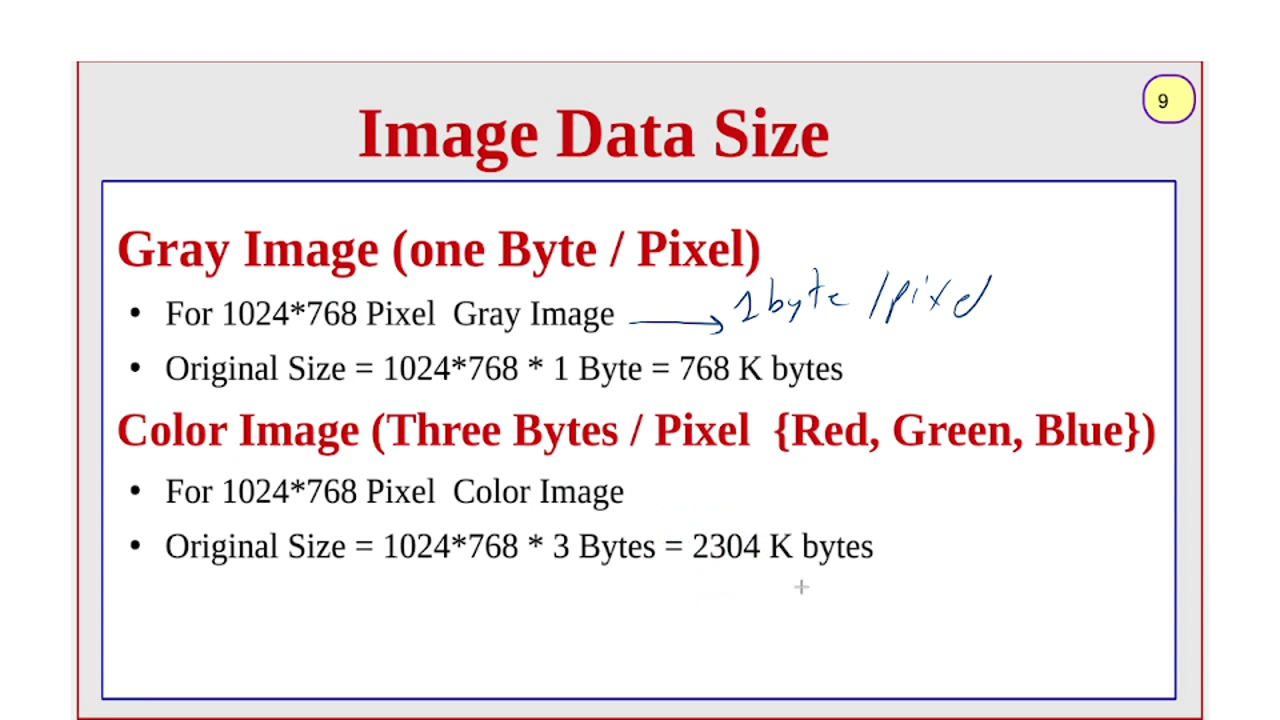 9
Image Data Size
Gray Image (one Byte / Pixel)
• For 1024*768 Pixel Gray Image → 1 byte / pixel
• Original Size = 1024*768 * 1 Byte = 768 K bytes
Color Image (Three Bytes / Pixel {Red, Green, Blue})
• For 1024*768 Pixel Color Image
• Original Size = 1024*768 * 3 Bytes = 2304 K bytes